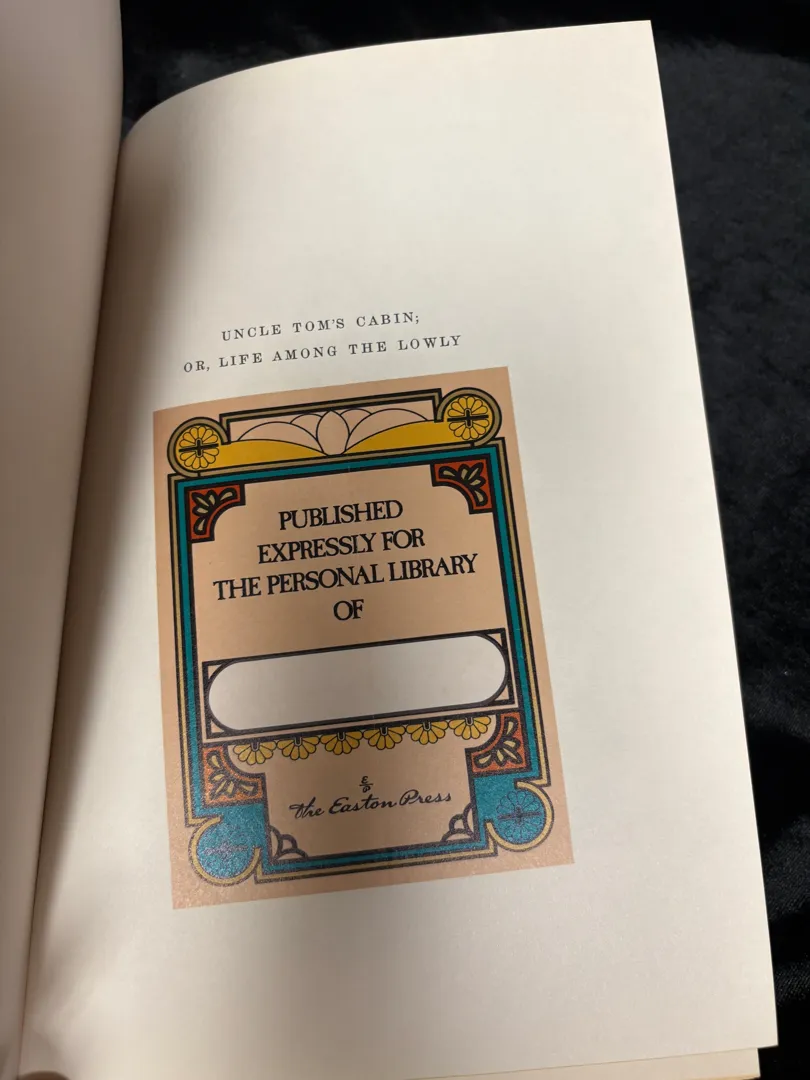 UNCLE TOM'S CABIN;
OR, LIFE AMONG THE LOWLY
PUBLISHED
EXPRESSLY FOR
THE PERSONAL LIBRARY
OF
E/P
The Easton Press